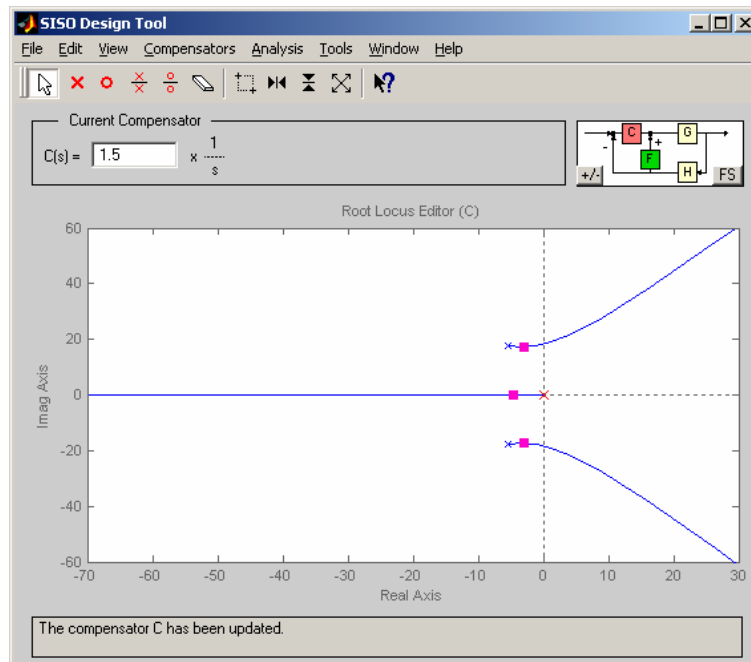 SISO Design Tool
File Edit View Compensators Analysis Tools Window Help
Current Compensator
C(s) = 1.5 x 1
s
C G
- +
F
H
+/- FS
Root Locus Editor (C)
60
40
20
0
-20
-40
-60
Imag Axis
-70 -60 -50 -40 -30 -20 -10 0 10 20 30
Real Axis
The compensator C has been updated.